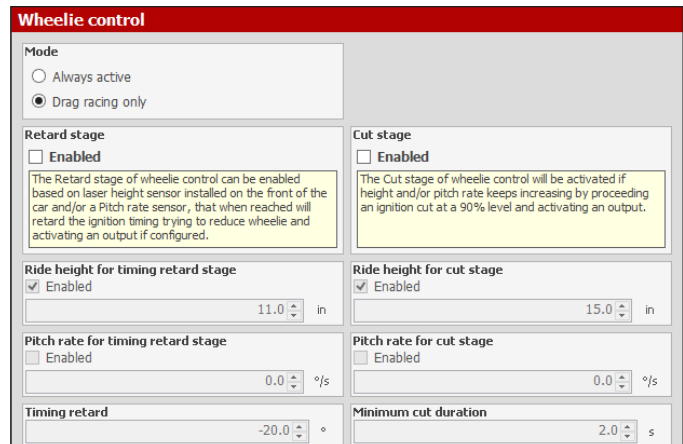 Wheelie control
Mode
Always active
Drag racing only
Retard stage
Enabled
The Retard stage of wheelie control can be enabled
based on laser height sensor installed on the front of the
car and/or a Pitch rate sensor, that when reached will
retard the ignition timing trying to reduce wheelie and
activating an output if configured.
Cut stage
Enabled
The Cut stage of wheelie control will be activated if
height and/or pitch rate keeps increasing by proceeding
an ignition cut at a 90% level and activating an output.
Ride height for timing retard stage
Enabled
11.0 in
Ride height for cut stage
Enabled
15.0 in
Pitch rate for timing retard stage
Enabled
0.0 °/s
Pitch rate for cut stage
Enabled
0.0 °/s
Timing retard
-20.0 °
Minimum cut duration
2.0 s